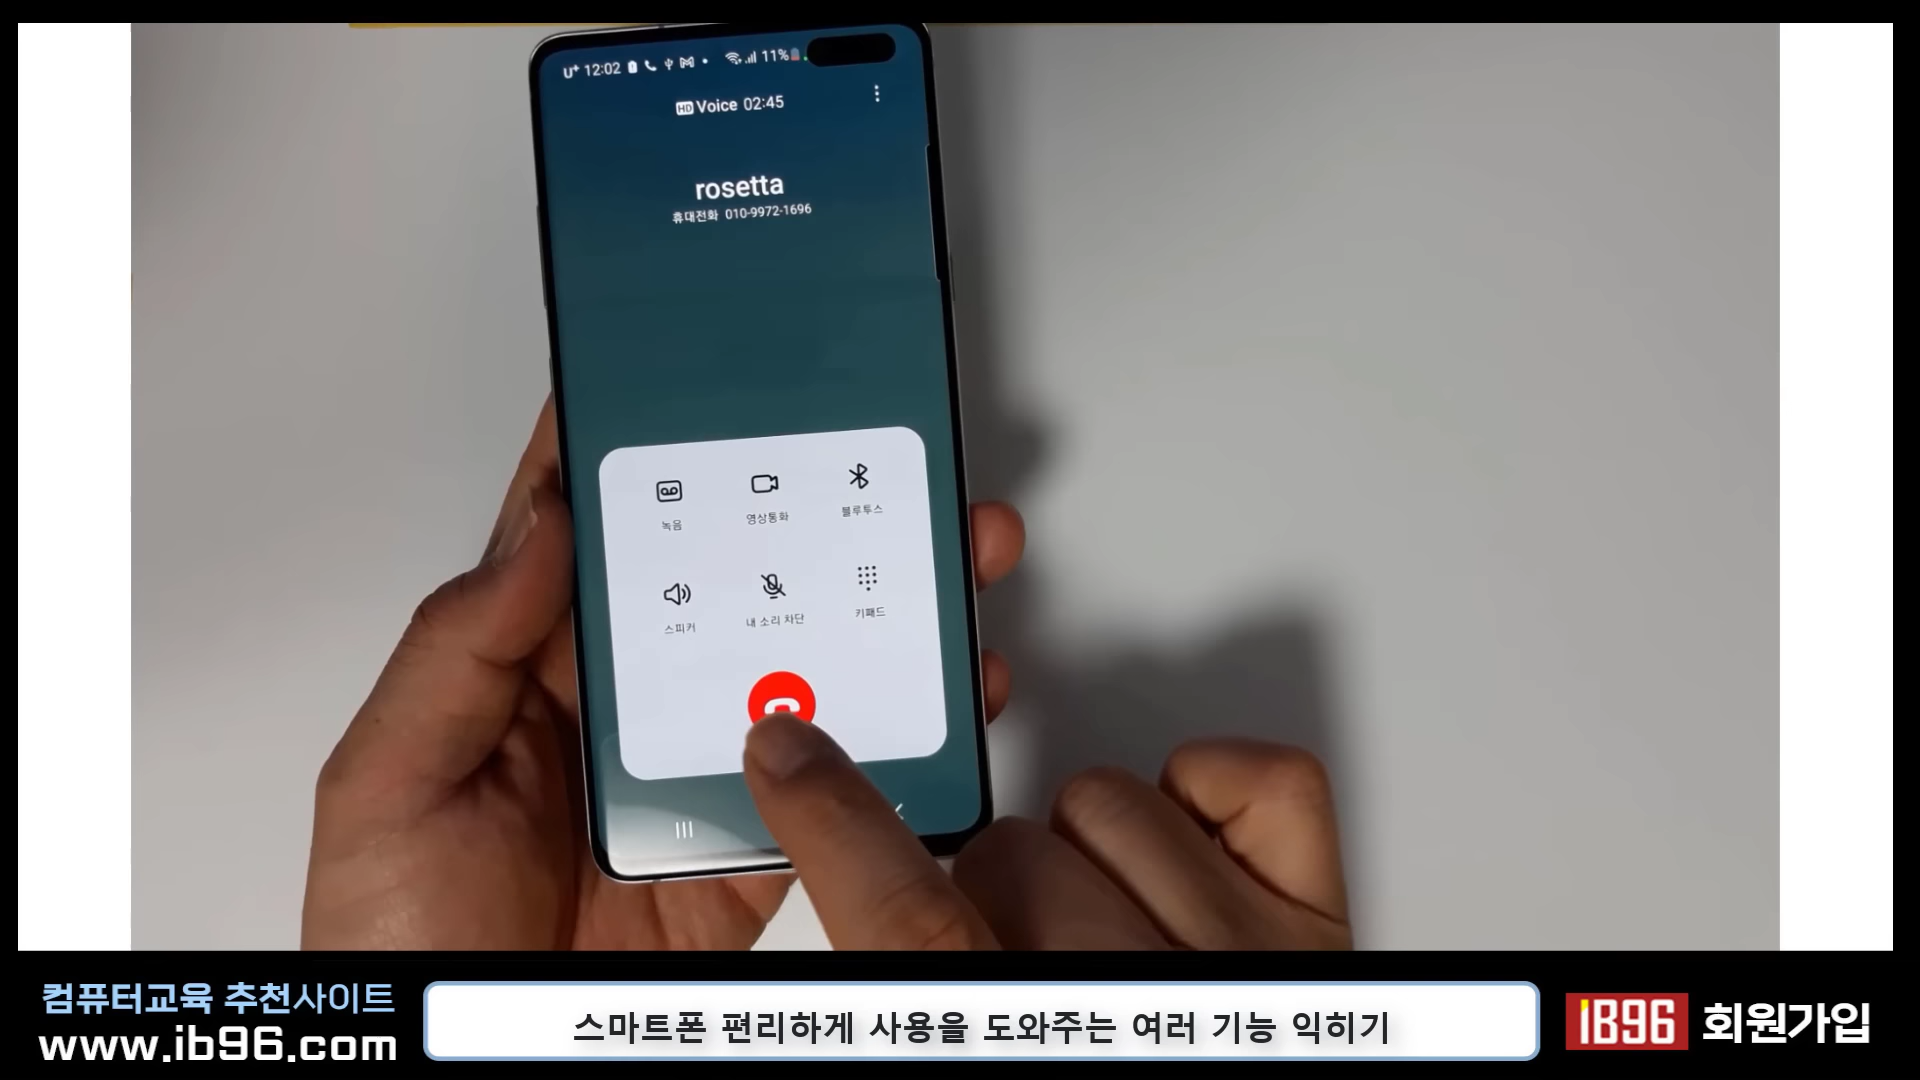 U+ 12:02 11%
HD Voice 02:45
rosetta
휴대전화 010-9972-1696
녹음 영상통화 블루투스
스피커 내 소리 차단 키패드
컴퓨터교육 추천사이트
www.ib96.com
스마트폰 편리하게 사용을 도와주는 여러 기능 익히기
IB96 회원가입